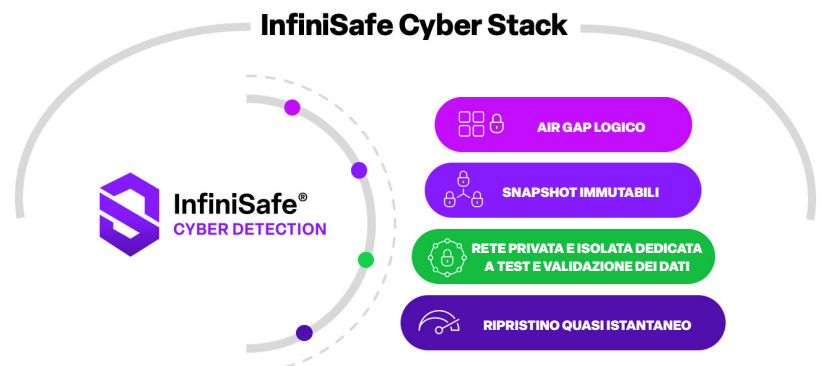 InfiniSafe Cyber Stack
InfiniSafe®
CYBER DETECTION
AIR GAP LOGICO
SNAPSHOT IMMUTABILI
RETE PRIVATA E ISOLATA DEDICATA
A TEST E VALIDAZIONE DEI DATI
RIPRISTINO QUASI ISTANTANEO